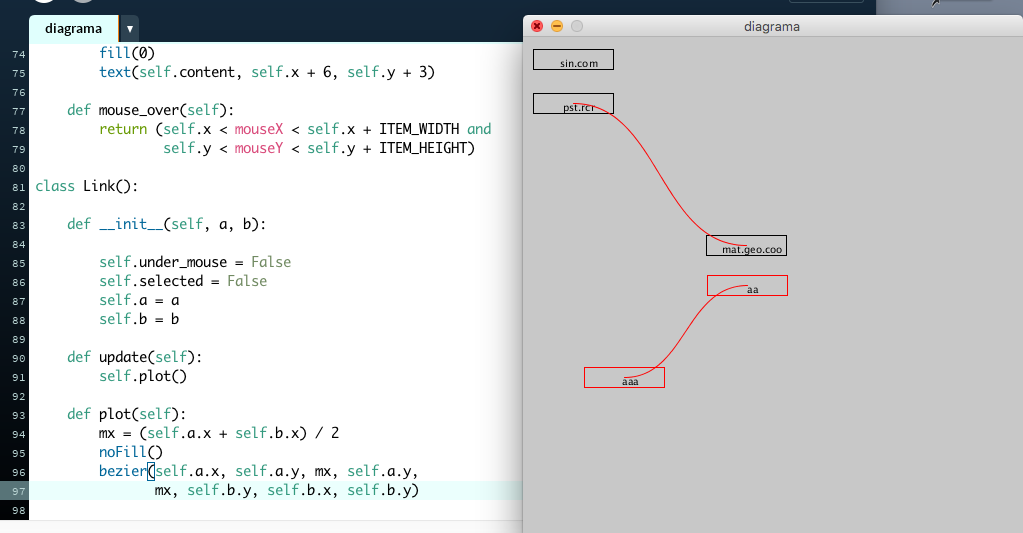 diagrama
74 fill(0)
75 text(self.content, self.x + 6, self.y + 3)
76
77 def mouse_over(self):
78 return (self.x < mouseX < self.x + ITEM_WIDTH and
79 self.y < mouseY < self.y + ITEM_HEIGHT)
80
81 class Link():
82
83 def __init__(self, a, b):
84
85 self.under_mouse = False
86 self.selected = False
87 self.a = a
88 self.b = b
89
90 def update(self):
91 self.plot()
92
93 def plot(self):
94 mx = (self.a.x + self.b.x) / 2
95 noFill()
96 bezier(self.a.x, self.a.y, mx, self.a.y,
97 mx, self.b.y, self.b.x, self.b.y)
98
diagrama
sin.com
pst.rcr
mat.geo.coo
aa
aaa